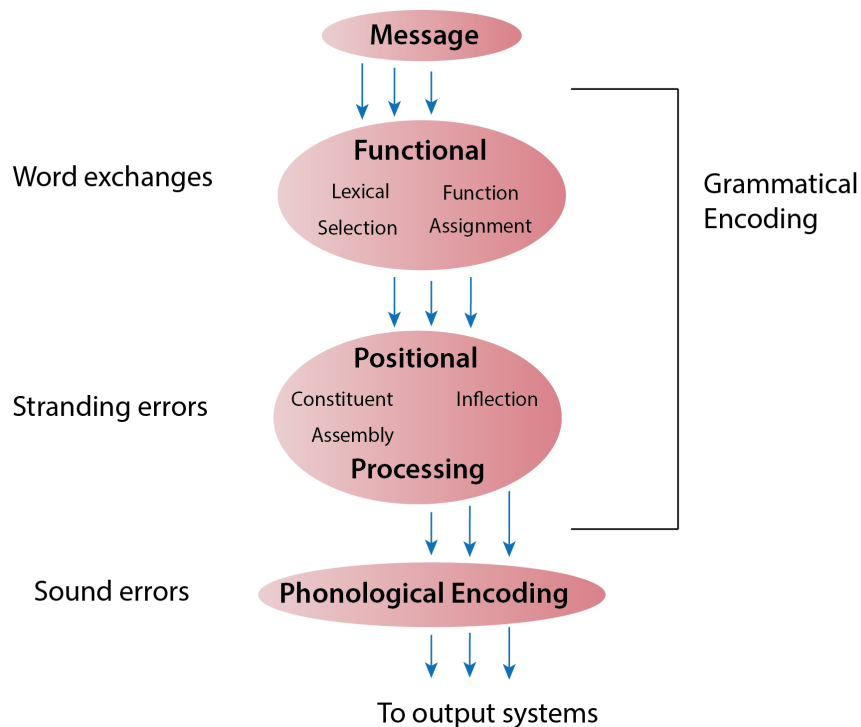 Message
Word exchanges
Functional
Lexical
Selection
Function
Assignment
Grammatical
Encoding
Stranding errors
Positional
Constituent
Assembly
Inflection
Processing
Sound errors
Phonological Encoding
To output systems